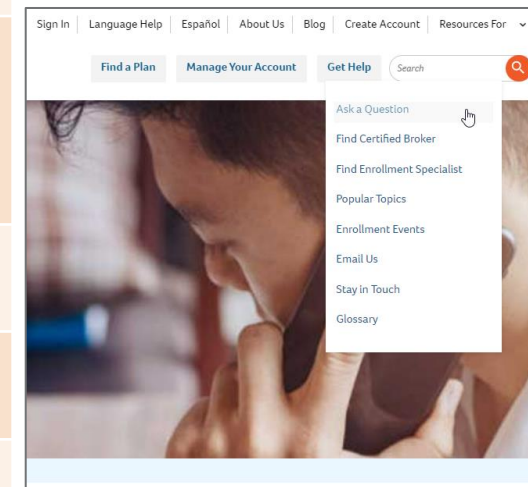 Sign In Language Help Español About Us Blog Create Account Resources For
Find a Plan Manage Your Account Get Help Search
Ask a Question
Find Certified Broker
Find Enrollment Specialist
Popular Topics
Enrollment Events
Email Us
Stay in Touch
Glossary